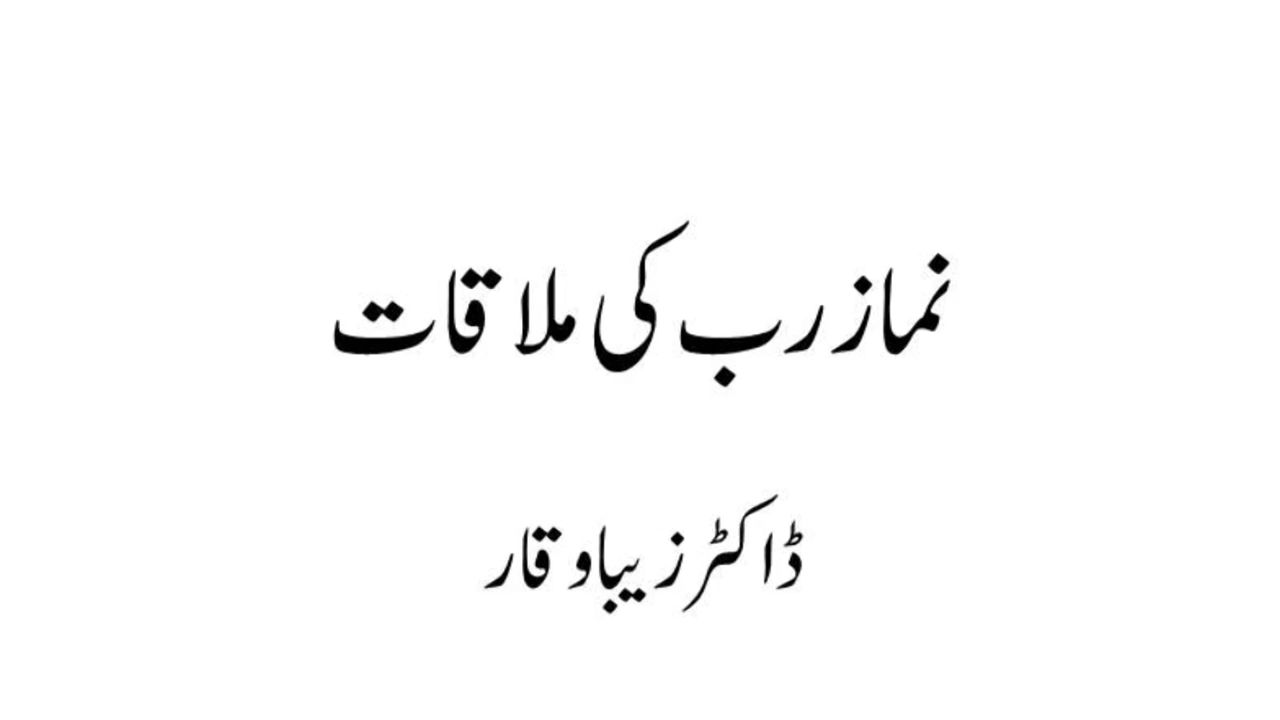 نماز رب کی ملاقات
ڈاکٹر زیبا وقار